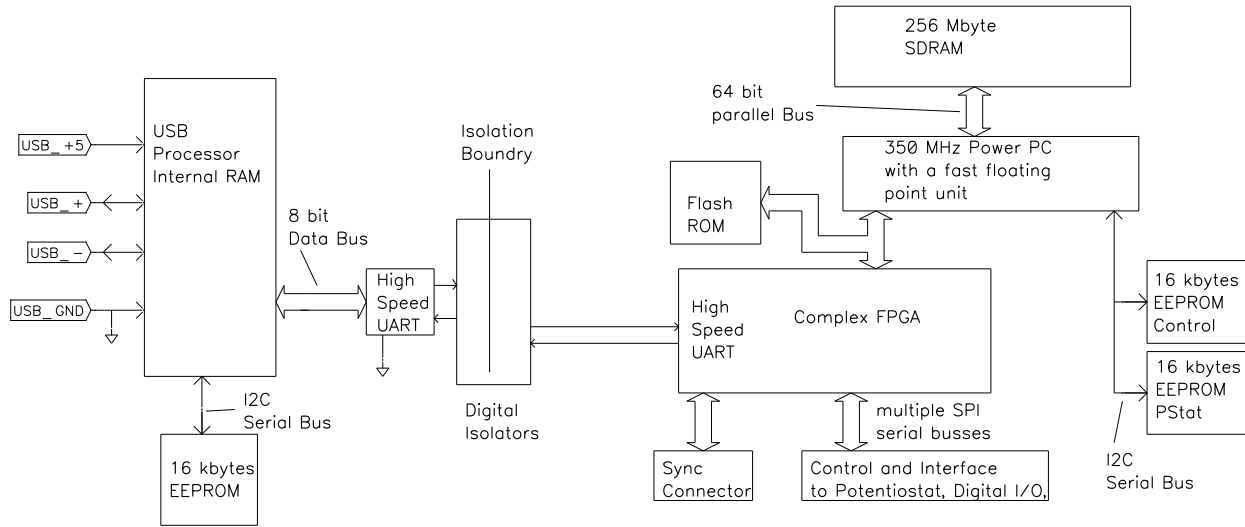 256 Mbyte
SDRAM
64 bit
parallel Bus
USB
Processor
Internal RAM
USB_+5
USB_+
USB_-
USB_GND
Isolation
Boundry
350 MHz Power PC
with a fast floating
point unit
Flash
ROM
8 bit
Data Bus
High
Speed
UART
High
Speed
UART
Complex FPGA
16 kbytes
EEPROM
Control
16 kbytes
EEPROM
PStat
I2C
Serial Bus
Digital
Isolators
multiple SPI
serial busses
16 kbytes
EEPROM
Sync
Connector
Control and Interface
to Potentiostat, Digital I/O,
I2C
Serial Bus